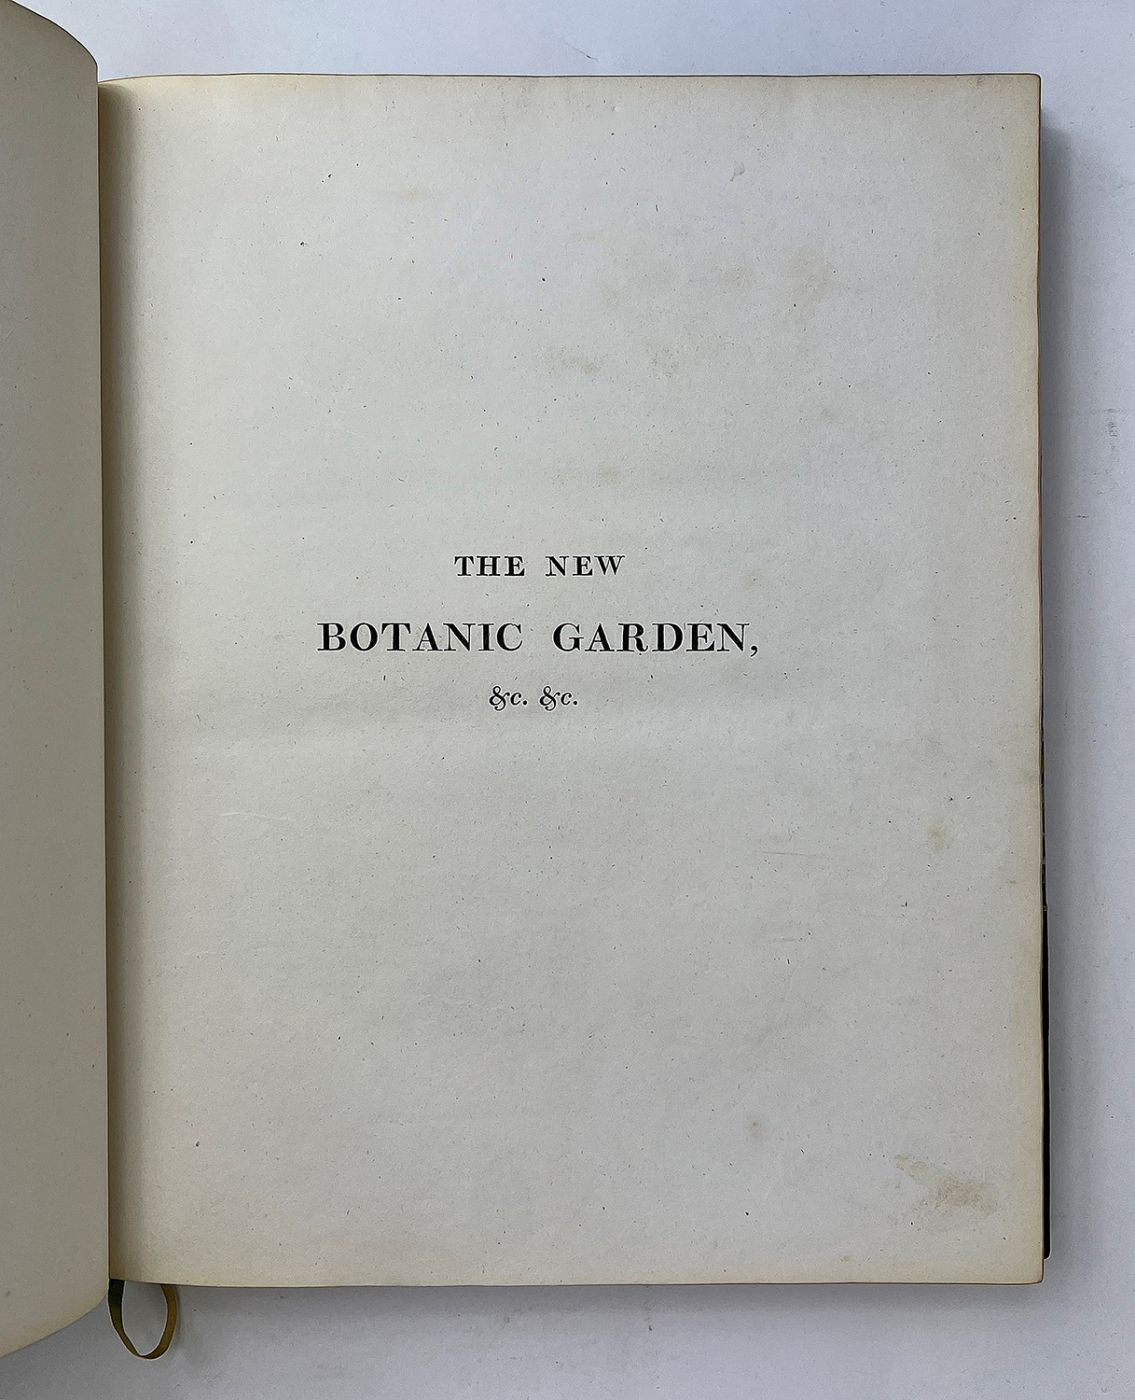 THE NEW
BOTANIC GARDEN,
&c. &c.